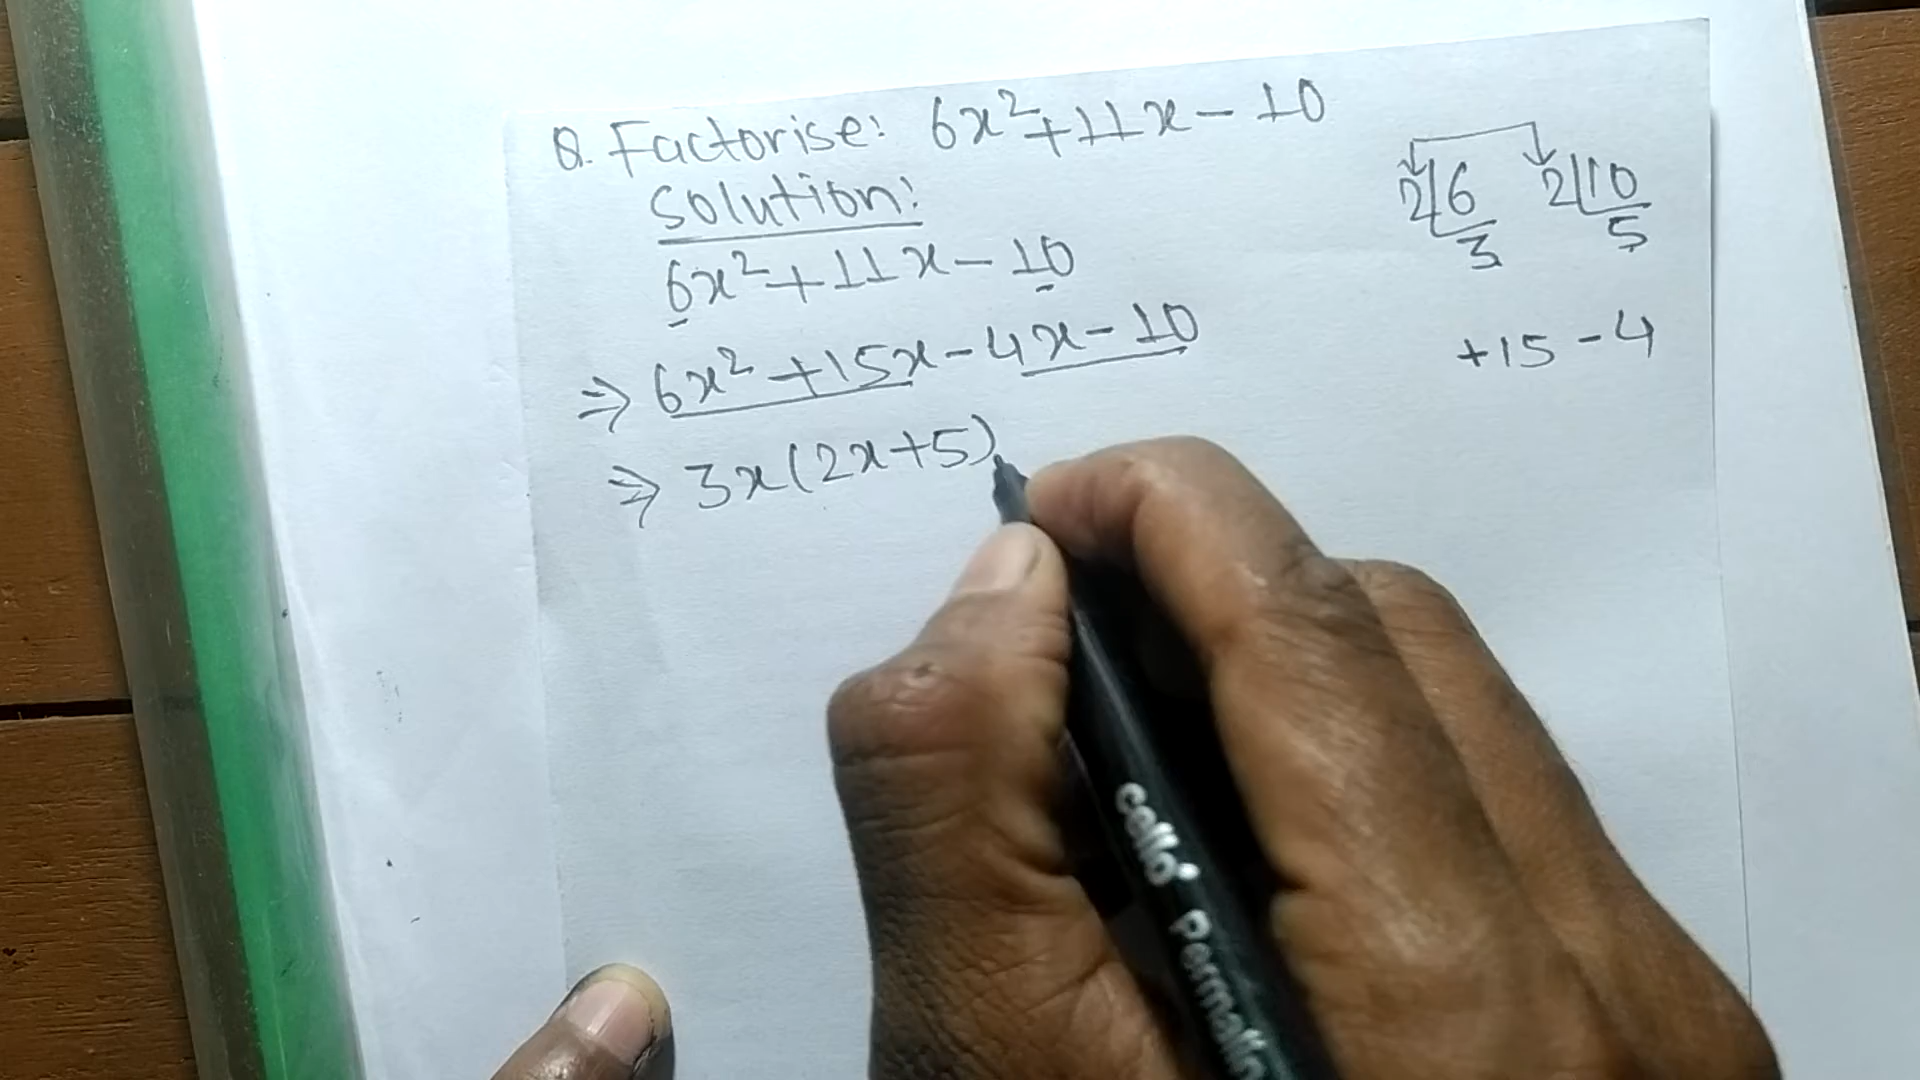 Q. Factorise: 6x²+11x-10
Solution:
6x²+11x-10
⇒ 6x²+15x-4x-10
⇒ 3x(2x+5)
2|6
3
2|10
5
+15-4
cello Permanen